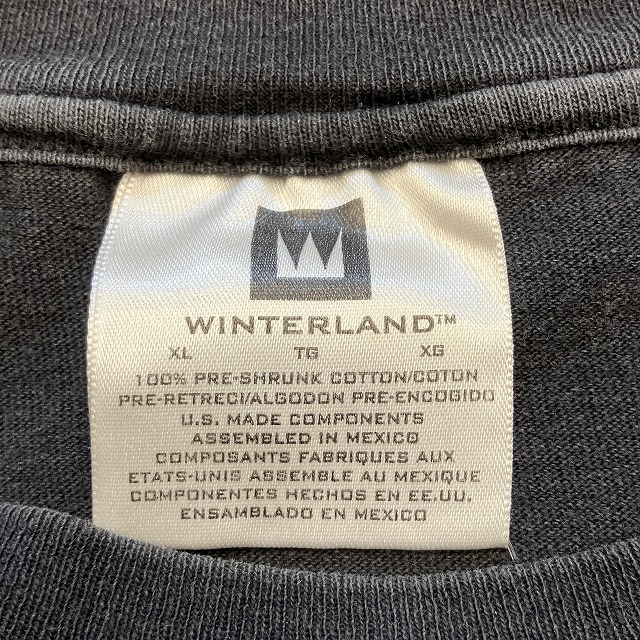 WINTERLAND™
XL TG XG
100% PRE-SHRUNK COTTON/COTON
PRE-RETRECI/ALGODON PRE-ENCOGIDO
U.S. MADE COMPONENTS
ASSEMBLED IN MEXICO
COMPOSANTS FABRIQUES AUX
ETATS-UNIS ASSEMBLE AU MEXIQUE
COMPONENTES HECHOS EN EE.UU.
ENSAMBLADO EN MEXICO